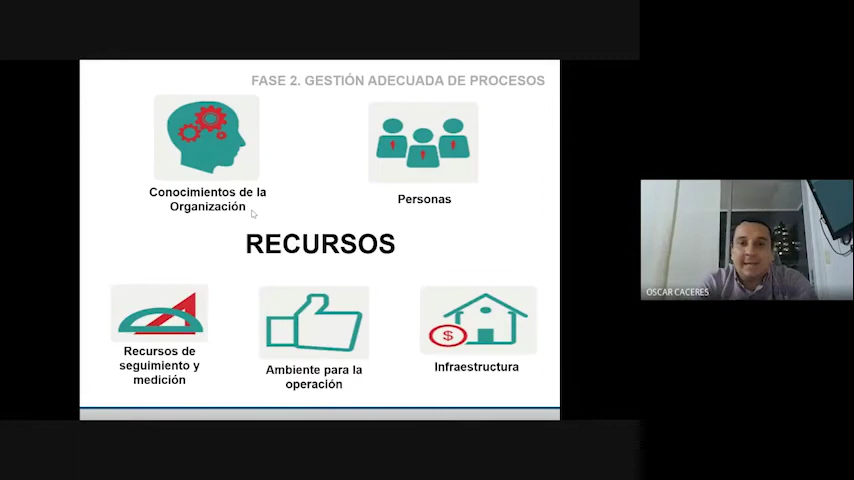 FASE 2. GESTIÓN ADECUADA DE PROCESOS
Conocimientos de la
Organización
Personas
RECURSOS
$
Recursos de
seguimiento y
medición
Ambiente para la
operación
Infraestructura
OSCAR CACERES